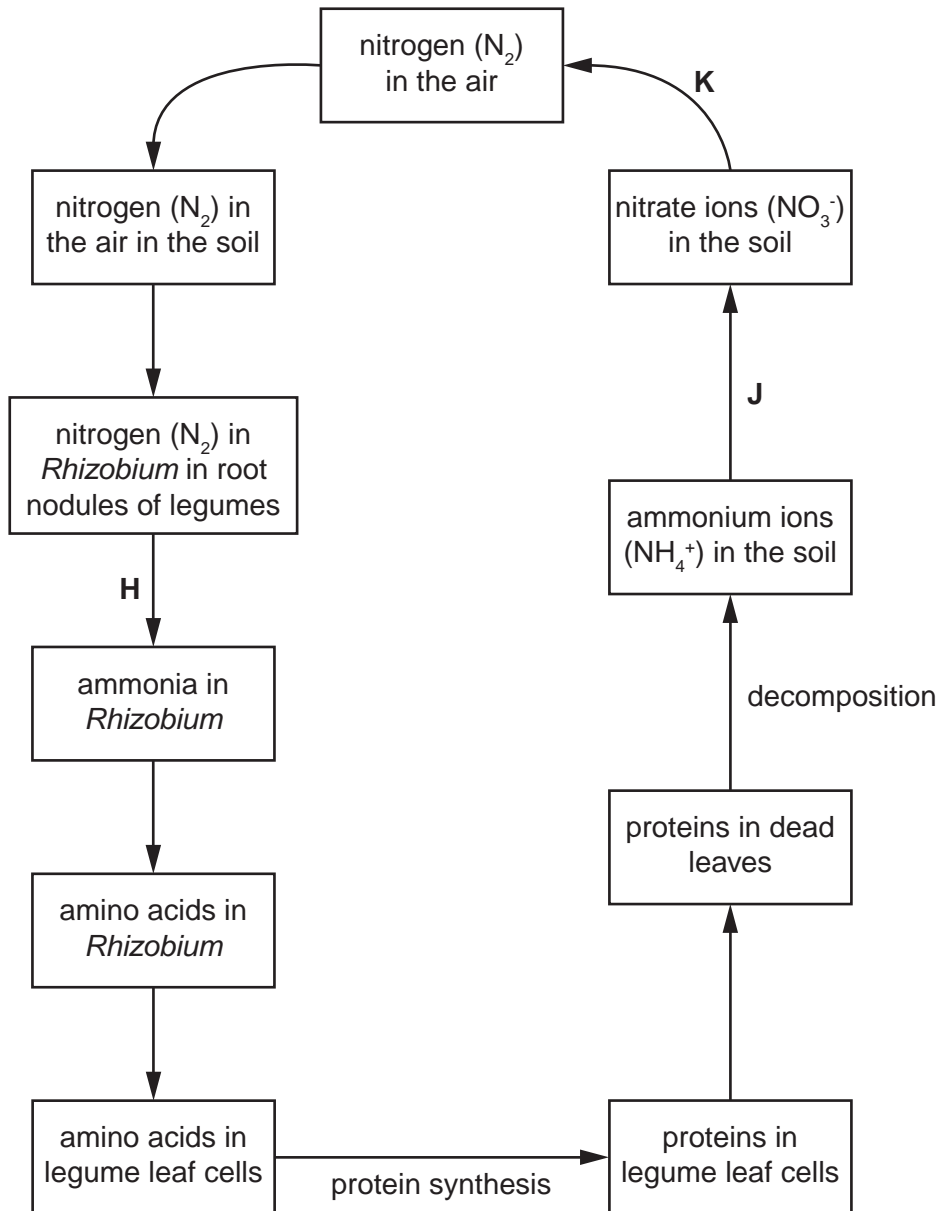 nitrogen (N₂)
in the air
K
nitrogen (N₂) in
the air in the soil
nitrate ions (NO₃⁻)
in the soil
J
nitrogen (N₂) in
Rhizobium in root
nodules of legumes
ammonium ions
(NH₄⁺) in the soil
H
ammonia in
Rhizobium
decomposition
proteins in dead
leaves
amino acids in
Rhizobium
amino acids in
legume leaf cells
protein synthesis
proteins in
legume leaf cells